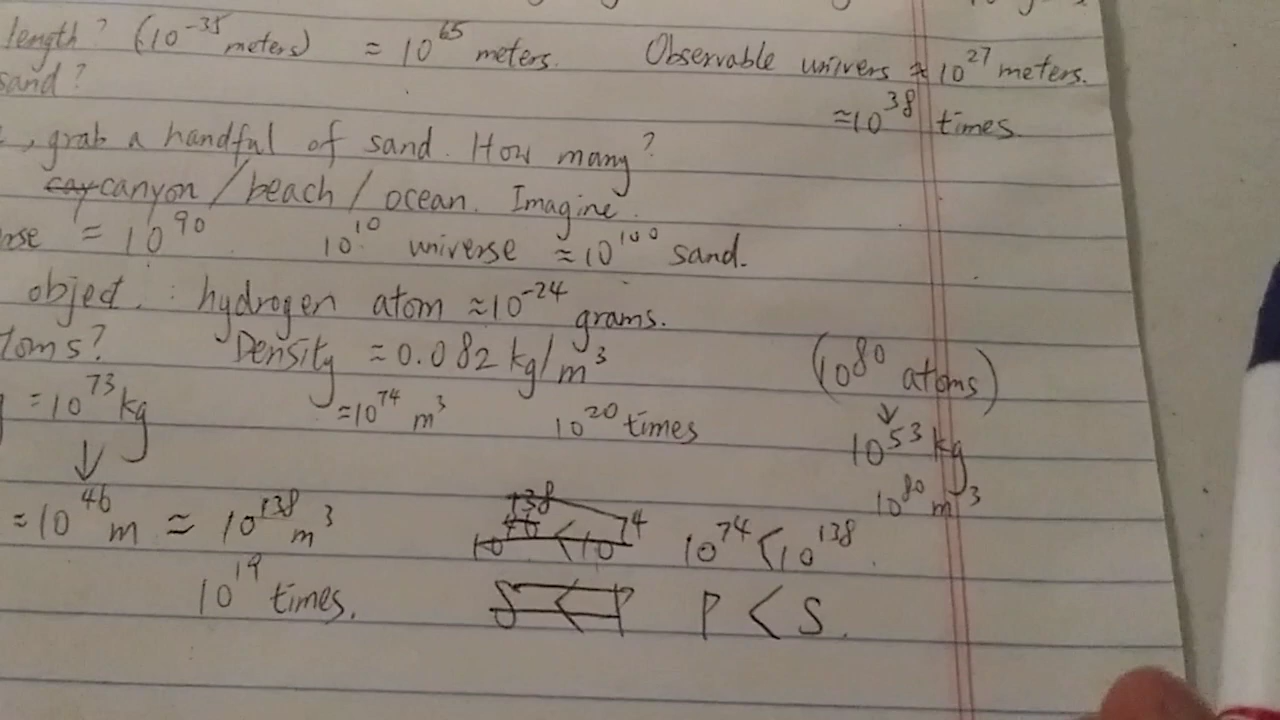 length? (10^-35 meters) = 10^65 meters. Observable univers ≈ 10^27 meters.
sand? ≈10^38 times.
grab a handful of sand. How many?
canyon / beach / ocean. Imagine.
= 10^90 10^10 universe ≈ 10^100 sand.
object. : hydrogen atom ≈ 10^-24 grams.
Density ≈ 0.082 kg/m^3 (10^80 atoms)
= 10^73 kg ≈10^74 m^3 10^20 times ↓
↓ 10^53 kg
10^80 m^3
≈10^46 m ≈ 10^138 m^3 10^74 < 10^138.
10^19 times. S < P P < S.